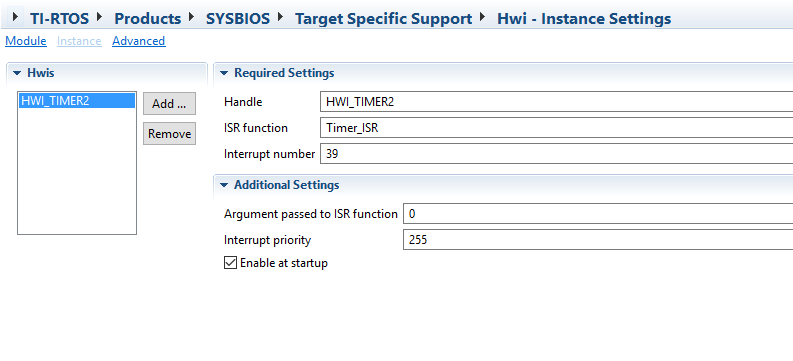 TI-RTOS Products SYSBIOS Target Specific Support Hwi - Instance Settings
Module Instance Advanced
Hwis
HWI_TIMER2
Add ...
Remove
Required Settings
Handle HWI_TIMER2
ISR function Timer_ISR
Interrupt number 39
Additional Settings
Argument passed to ISR function 0
Interrupt priority 255
Enable at startup